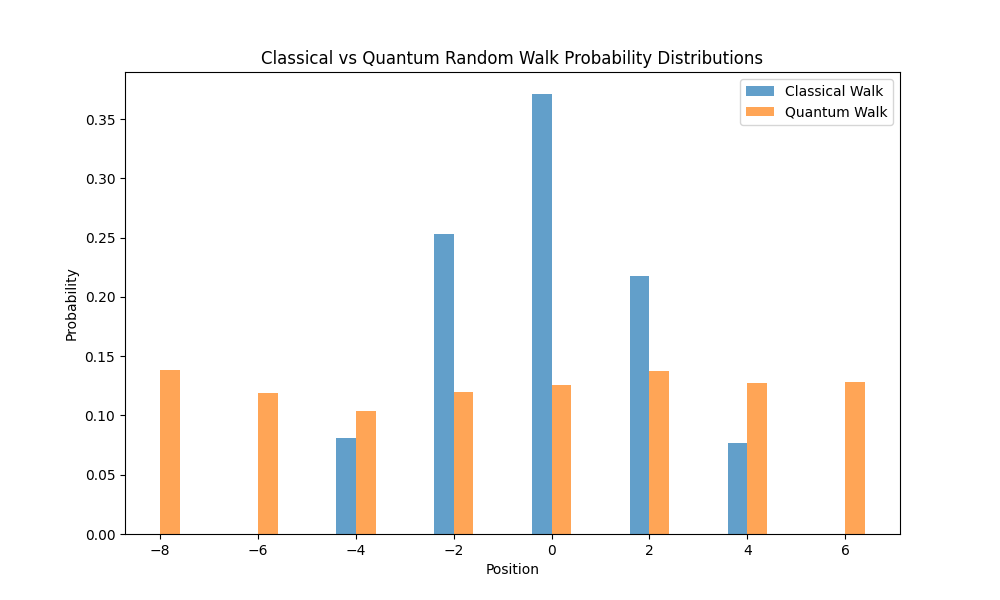 Classical vs Quantum Random Walk Probability Distributions
Classical Walk
Quantum Walk
0.35
0.30
0.25
0.20
0.15
0.10
0.05
0.00
Probability
−8 −6 −4 −2 0 2 4 6
Position